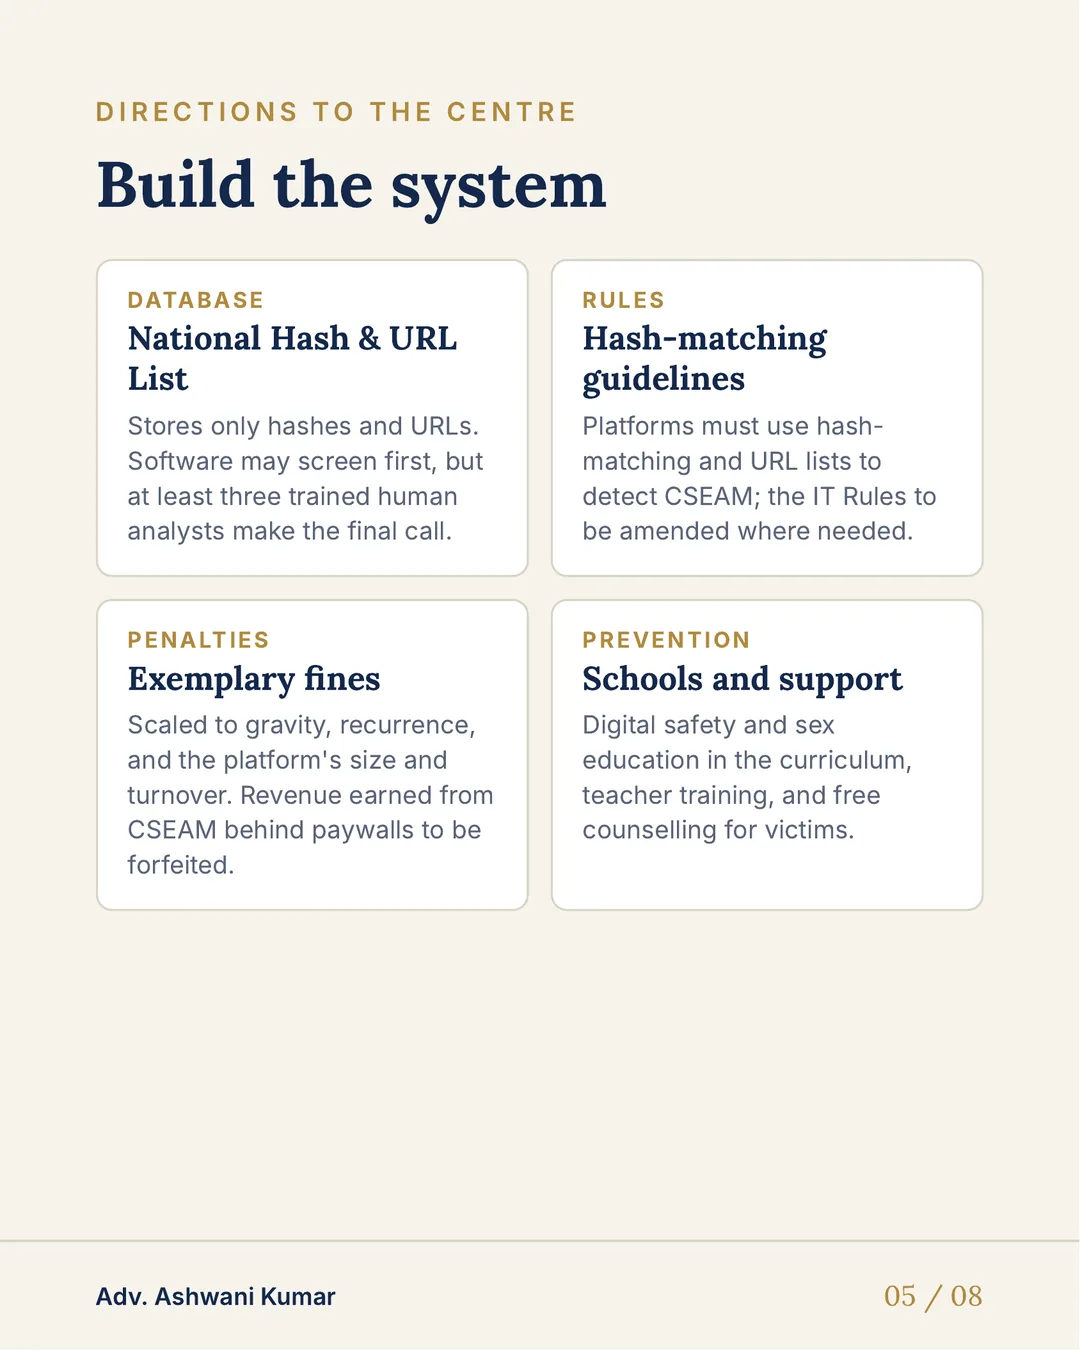 DIRECTIONS TO THE CENTRE
Build the system
DATABASE
National Hash & URL
List
Stores only hashes and URLs.
Software may screen first, but
at least three trained human
analysts make the final call.
RULES
Hash-matching
guidelines
Platforms must use hash-
matching and URL lists to
detect CSEAM; the IT Rules to
be amended where needed.
PENALTIES
Exemplary fines
Scaled to gravity, recurrence,
and the platform's size and
turnover. Revenue earned from
CSEAM behind paywalls to be
forfeited.
PREVENTION
Schools and support
Digital safety and sex
education in the curriculum,
teacher training, and free
counselling for victims.
Adv. Ashwani Kumar
05 / 08